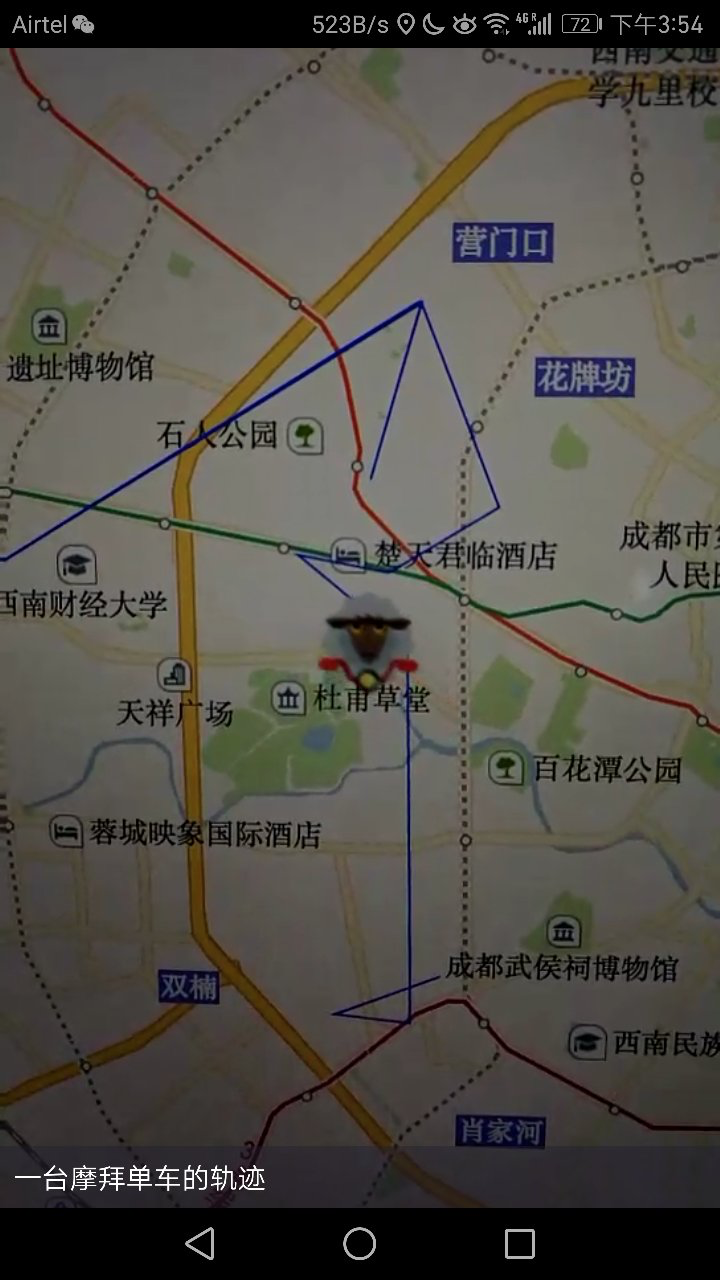 Airtel 523B/s 4G R 72 下午3:54
学九里校
营门口
遗址博物馆
花牌坊
石人公园
楚天君临酒店
成都市
人民
西南财经大学
天祥广场
杜甫草堂
百花潭公园
蓉城映象国际酒店
成都武侯祠博物馆
双楠
西南民族
肖家河
3
一台摩拜单车的轨迹